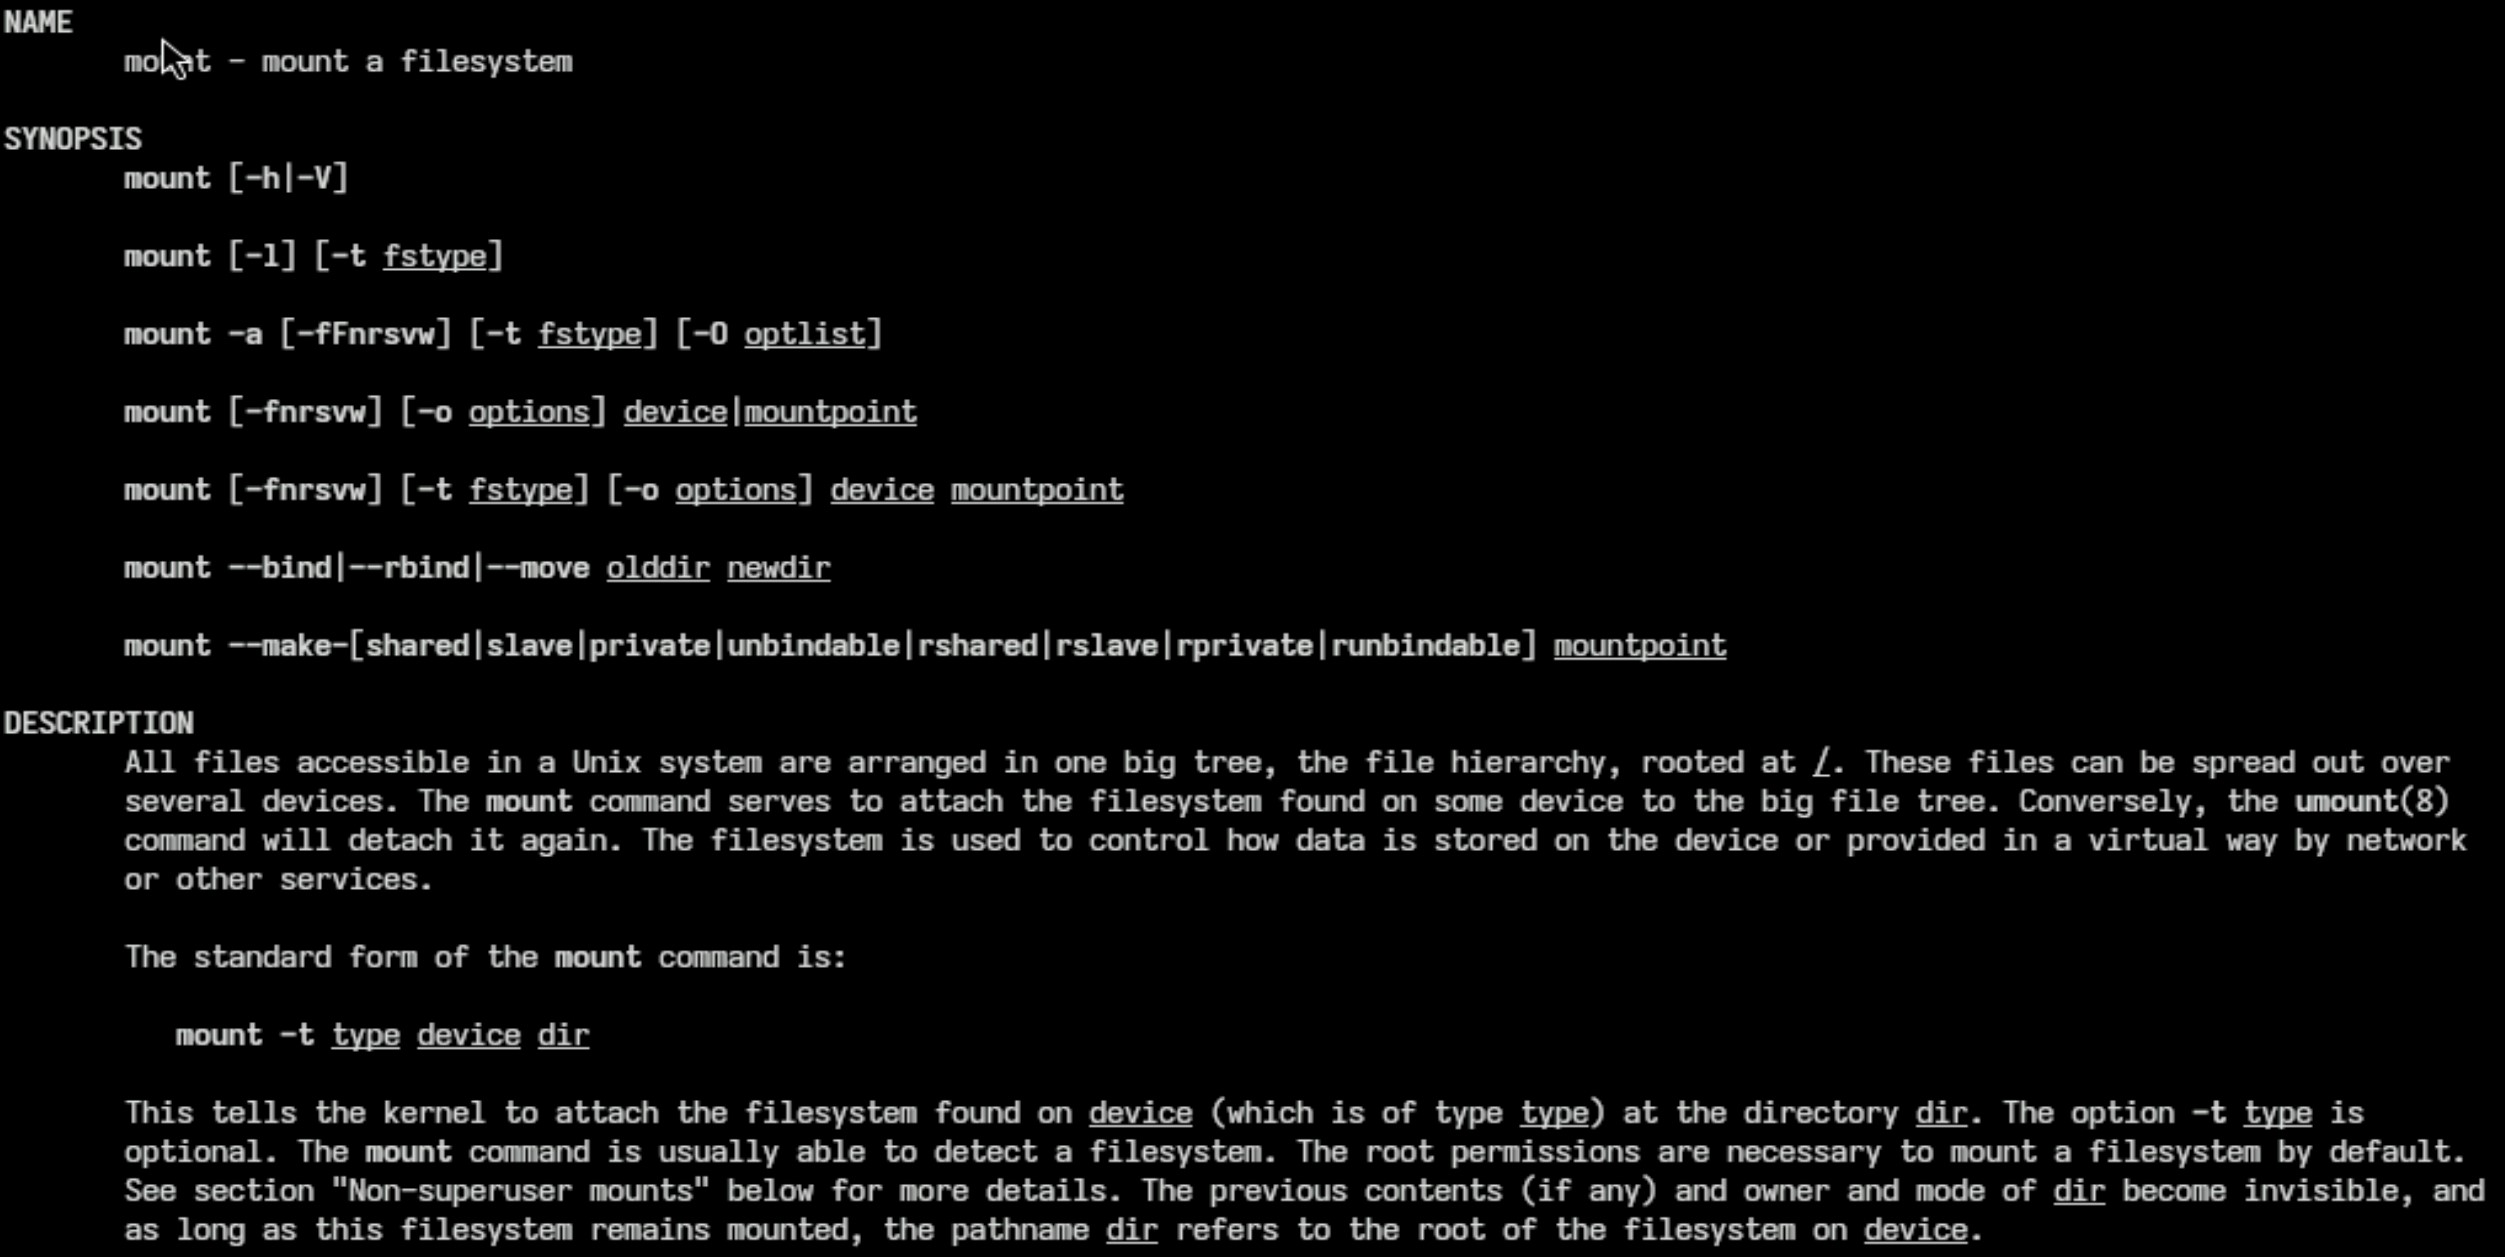 NAME
mount - mount a filesystem
SYNOPSIS
mount [-h|-V]
mount [-l] [-t fstype]
mount -a [-fFnrsvw] [-t fstype] [-O optlist]
mount [-fnrsvw] [-o options] device|mountpoint
mount [-fnrsvw] [-t fstype] [-o options] device mountpoint
mount --bind|--rbind|--move olddir newdir
mount --make-[shared|slave|private|unbindable|rshared|rslave|rprivate|runbindable] mountpoint
DESCRIPTION
All files accessible in a Unix system are arranged in one big tree, the file hierarchy, rooted at /. These files can be spread out over
several devices. The mount command serves to attach the filesystem found on some device to the big file tree. Conversely, the umount(8)
command will detach it again. The filesystem is used to control how data is stored on the device or provided in a virtual way by network
or other services.
The standard form of the mount command is:
mount -t type device dir
This tells the kernel to attach the filesystem found on device (which is of type type) at the directory dir. The option -t type is
optional. The mount command is usually able to detect a filesystem. The root permissions are necessary to mount a filesystem by default.
See section "Non-superuser mounts" below for more details. The previous contents (if any) and owner and mode of dir become invisible, and
as long as this filesystem remains mounted, the pathname dir refers to the root of the filesystem on device.